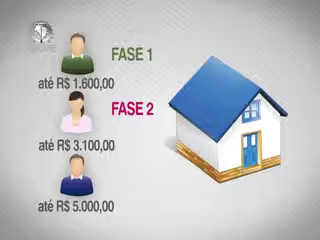 FASE 1
até R$ 1.600,00
FASE 2
até R$ 3.100,00
até R$ 5.000,00